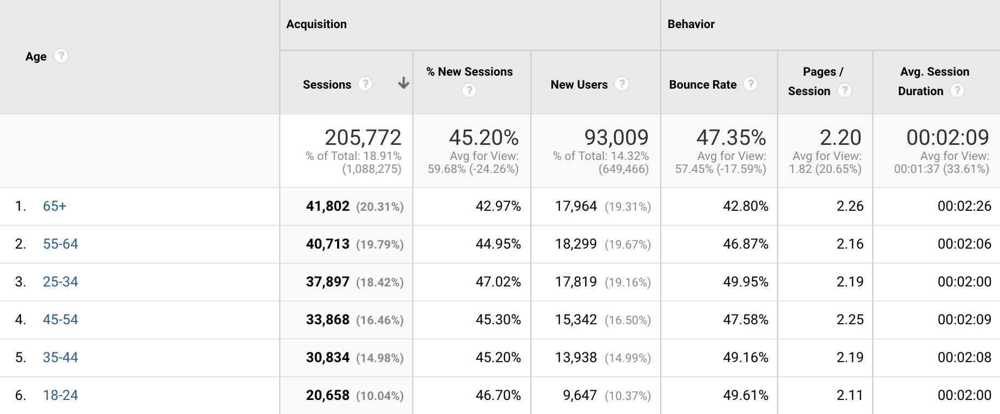 Acquisition Behavior
Age ?
Sessions ? % New Sessions ? New Users ? Bounce Rate ? Pages / Session ? Avg. Session Duration ?
205,772 45.20% 93,009 47.35% 2.20 00:02:09
% of Total: 18.91% Avg for View: % of Total: 14.32% Avg for View: Avg for View: Avg for View:
(1,088,275) 59.68% (-24.26%) (649,466) 57.45% (-17.59%) 1.82 (20.65%) 00:01:37 (33.61%)
1. 65+ 41,802 (20.31%) 42.97% 17,964 (19.31%) 42.80% 2.26 00:02:26
2. 55-64 40,713 (19.79%) 44.95% 18,299 (19.67%) 46.87% 2.16 00:02:06
3. 25-34 37,897 (18.42%) 47.02% 17,819 (19.16%) 49.95% 2.19 00:02:00
4. 45-54 33,868 (16.46%) 45.30% 15,342 (16.50%) 47.58% 2.25 00:02:09
5. 35-44 30,834 (14.98%) 45.20% 13,938 (14.99%) 49.16% 2.19 00:02:08
6. 18-24 20,658 (10.04%) 46.70% 9,647 (10.37%) 49.61% 2.11 00:02:00